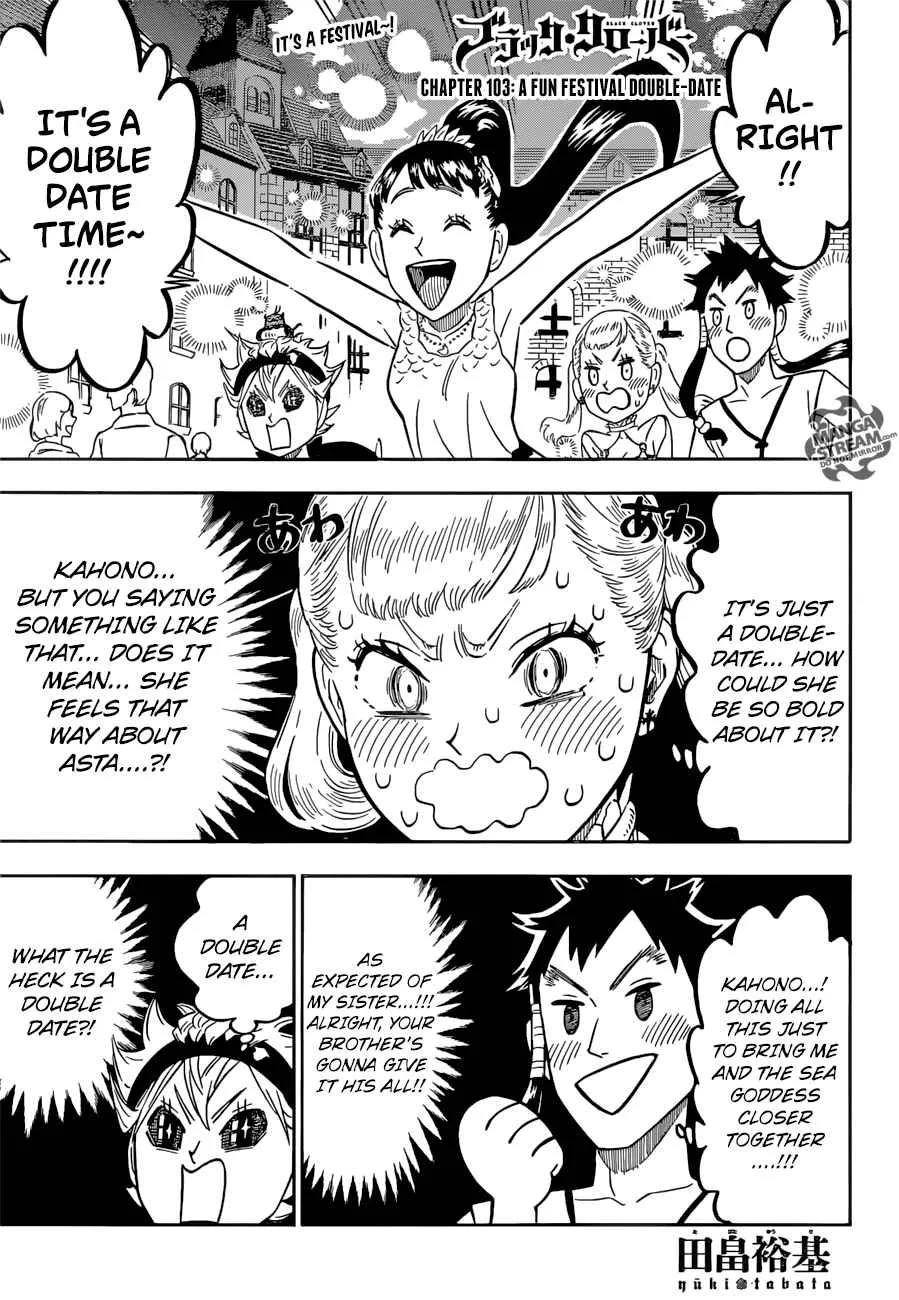 IT'S A FESTIVAL~!
BLACK CLOVER
ブラック・クローバー
CHAPTER 103: A FUN FESTIVAL DOUBLE-DATE
AL-
RIGHT
!!
IT'S A
DOUBLE
DATE
TIME~
!!!!
MANGA
STREAM.com
DO NOT MIRROR!
あわ
あわ
IT'S JUST
A DOUBLE-
DATE... HOW
COULD SHE
BE SO BOLD
ABOUT IT?!
KAHONO...
BUT YOU SAYING
SOMETHING LIKE
THAT... DOES IT
MEAN... SHE
FEELS THAT
WAY ABOUT
ASTA....?!
KAHONO...!
DOING ALL
THIS JUST
TO BRING ME
AND THE SEA
GODDESS
CLOSER
TOGETHER
....!!!
AS
EXPECTED OF
MY SISTER...!!!
ALRIGHT, YOUR
BROTHER'S
GONNA GIVE
IT HIS ALL!!
A
DOUBLE
DATE...
WHAT THE
HECK IS A
DOUBLE
DATE?!
田畠裕基
yūki tabata